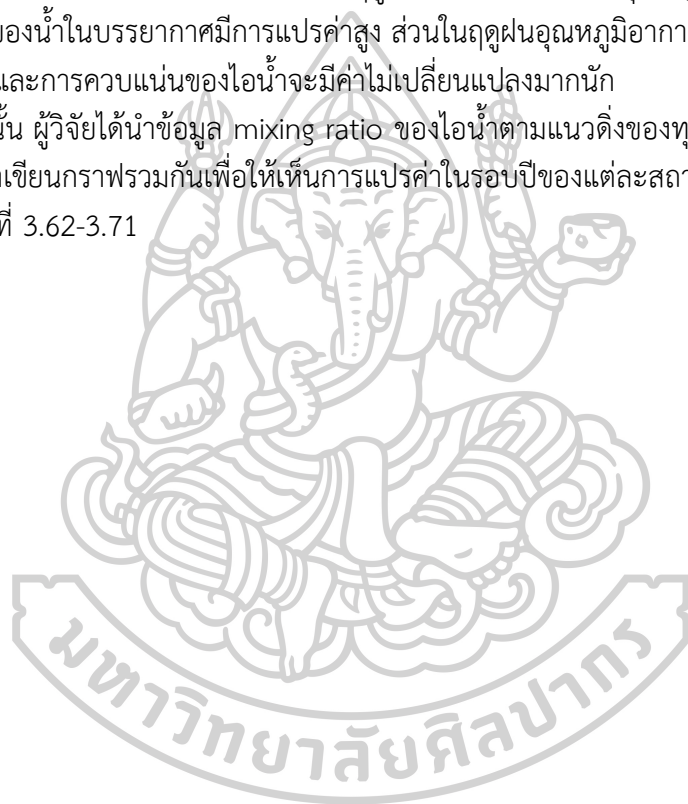 ของน้ำในบรรยากาศมีการแปรค่าสูง ส่วนในฤดูฝนอุณหภูมิอากา
และการควบแน่นของไอน้ำจะมีค่าไม่เปลี่ยนแปลงมากนัก
นั้น ผู้วิจัยได้นำข้อมูล mixing ratio ของไอน้ำตามแนวดิ่งของทุ
าเขียนกราฟรวมกันเพื่อให้เห็นการแปรค่าในรอบปีของแต่ละสถา
ที่ 3.62-3.71
มหาวิทยาลัยศิลปากร